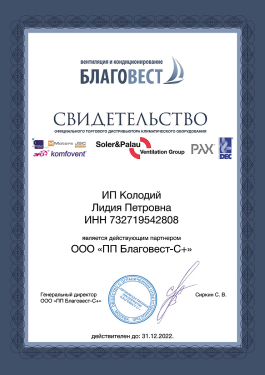 вентиляция и кондиционирование
БЛАГОВЕСТ
СВИДЕТЕЛЬСТВО
ОФИЦИАЛЬНОГО ТОРГОВОГО ДИСТРИБЬЮТОРА КЛИМАТИЧЕСКОГО ОБОРУДОВАНИЯ
Soler&Palau
Ventilation Group
PAX
DEC
komfovent
ИП Колодий
Лидия Петровна
ИНН 732719542808
является действующим партнером
ООО «ПП Благовест-С+»
Генеральный директор
ООО «ПП Благовест-С+»
Сиркин С. В.
действителен до: 31.12.2022.